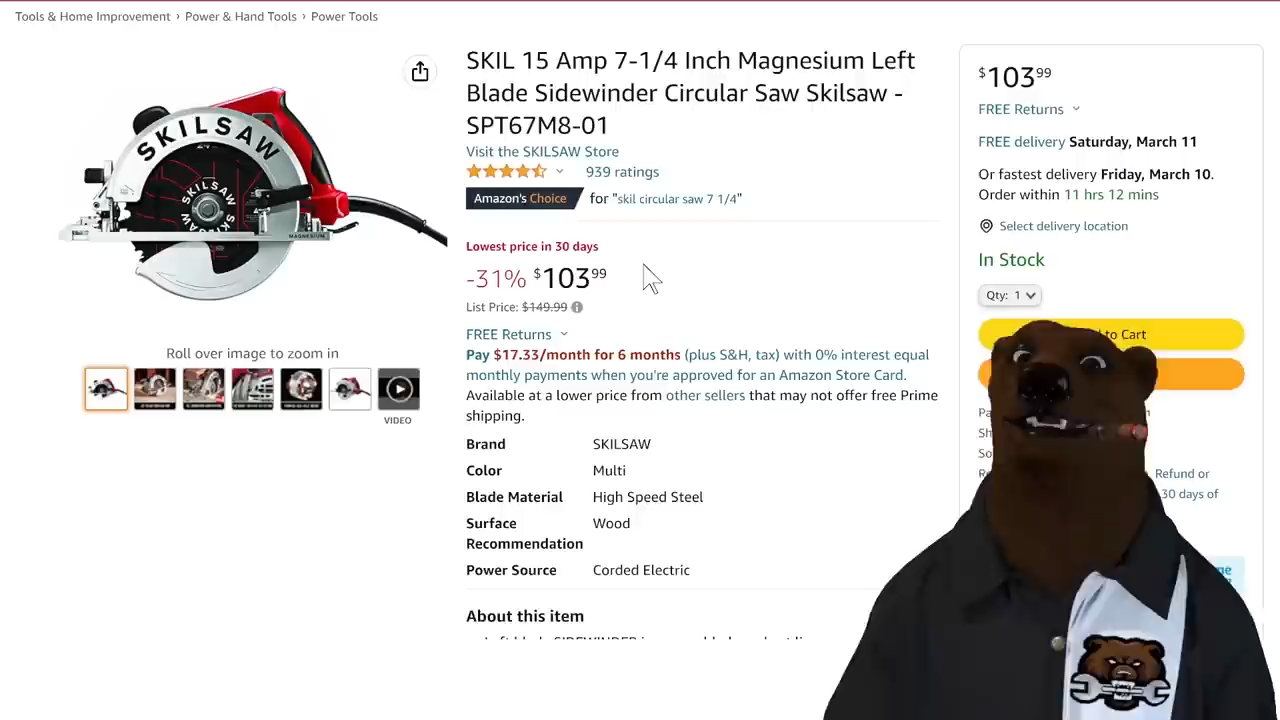 Tools & Home Improvement › Power & Hand Tools › Power Tools
SKILSAW
SKILSAW
SKILSAW
MAGNESIUM
Roll over image to zoom in
VIDEO
SKIL 15 Amp 7-1/4 Inch Magnesium Left
Blade Sidewinder Circular Saw Skilsaw -
SPT67M8-01
Visit the SKILSAW Store
939 ratings
Amazon's Choice for "skil circular saw 7 1/4"
Lowest price in 30 days
-31% $103 99
List Price: $149.99
FREE Returns
Pay $17.33/month for 6 months (plus S&H, tax) with 0% interest equal
monthly payments when you're approved for an Amazon Store Card.
Available at a lower price from other sellers that may not offer free Prime
shipping.
Brand SKILSAW
Color Multi
Blade Material High Speed Steel
Surface Wood
Recommendation
Power Source Corded Electric
About this item
$103 99
FREE Returns
FREE delivery Saturday, March 11
Or fastest delivery Friday, March 10.
Order within 11 hrs 12 mins
Select delivery location
In Stock
Qty: 1
to Cart
Refund or
30 days of